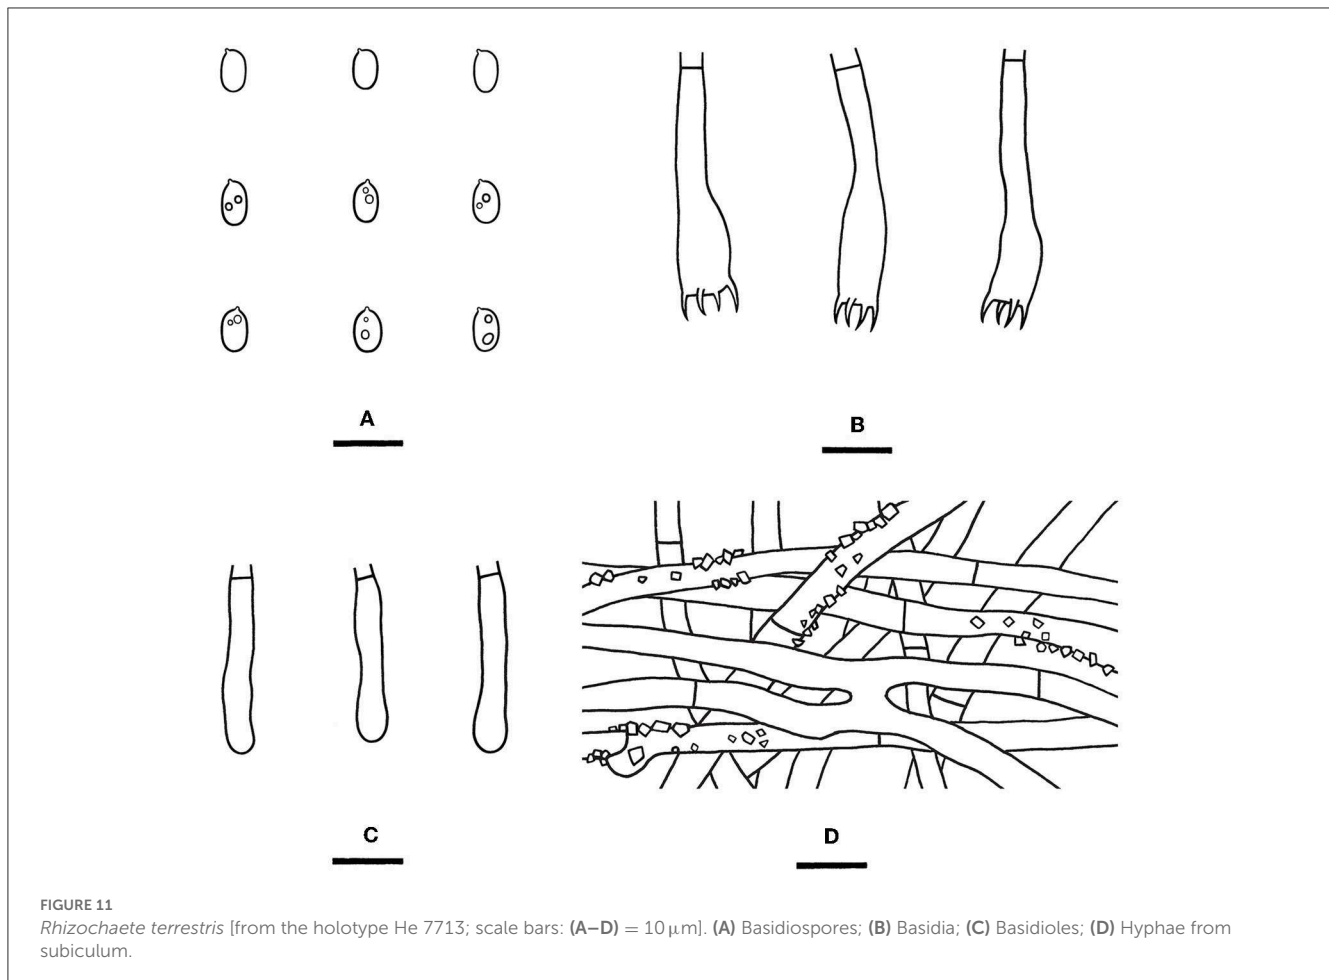 A
B
C
D
FIGURE 11
Rhizochaete terrestris [from the holotype He 7713; scale bars: (A–D) = 10 μm]. (A) Basidiospores; (B) Basidia; (C) Basidioles; (D) Hyphae from
subiculum.